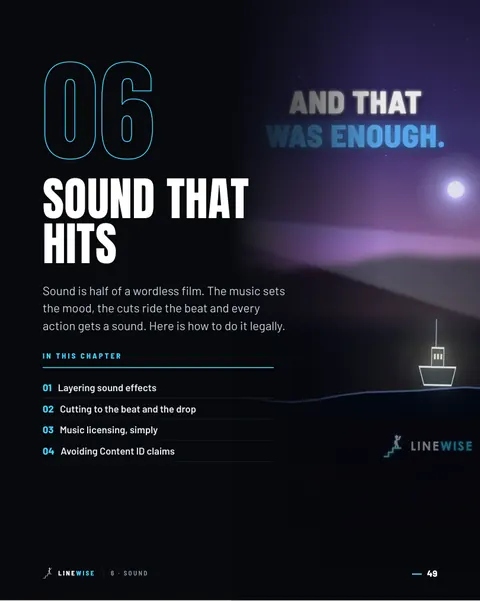 06
AND THAT
WAS ENOUGH.
SOUND THAT
HITS
Sound is half of a wordless film. The music sets
the mood, the cuts ride the beat and every
action gets a sound. Here is how to do it legally.
IN THIS CHAPTER
01 Layering sound effects
02 Cutting to the beat and the drop
03 Music licensing, simply
04 Avoiding Content ID claims
LINEWISE
LINEWISE 6 · SOUND
49